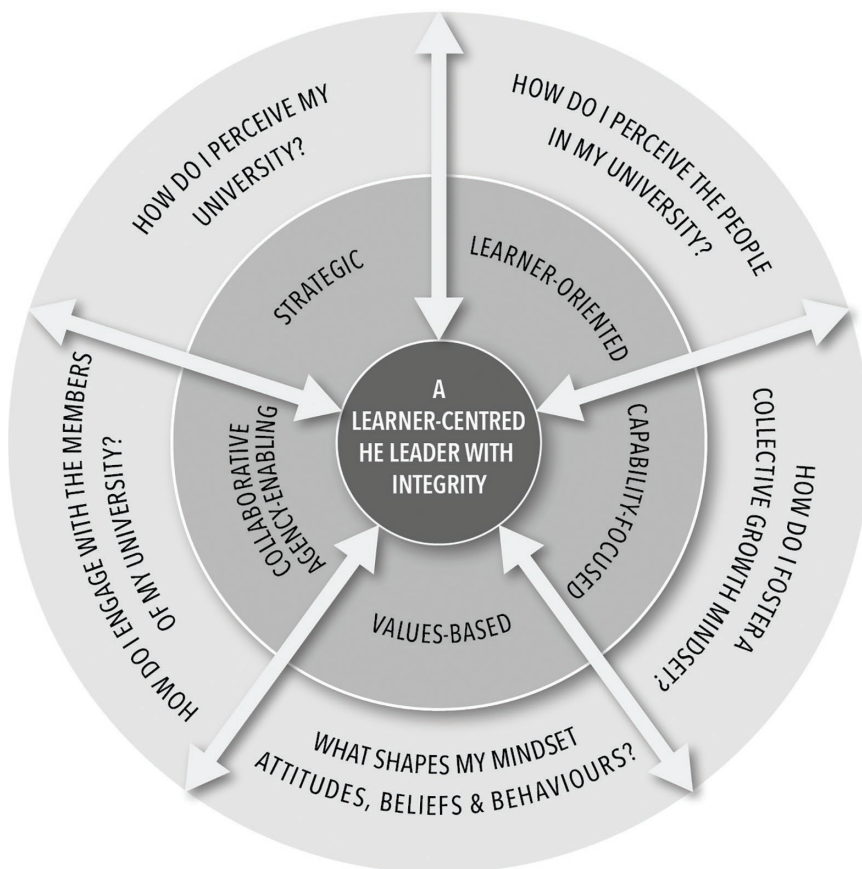 HOW DO I PERCEIVE MY
UNIVERSITY?
HOW DO I PERCEIVE THE PEOPLE
IN MY UNIVERSITY?
STRATEGIC
LEARNER-ORIENTED
A
LEARNER-CENTRED
HE LEADER WITH
INTEGRITY
HOW DO I ENGAGE WITH THE MEMBERS
OF MY UNIVERSITY?
COLLABORATIVE
AGENCY-ENABLING
CAPABILITY-FOCUSED
HOW DO I FOSTER A
COLLECTIVE GROWTH MINDSET?
VALUES-BASED
WHAT SHAPES MY MINDSET
ATTITUDES, BELIEFS & BEHAVIOURS?